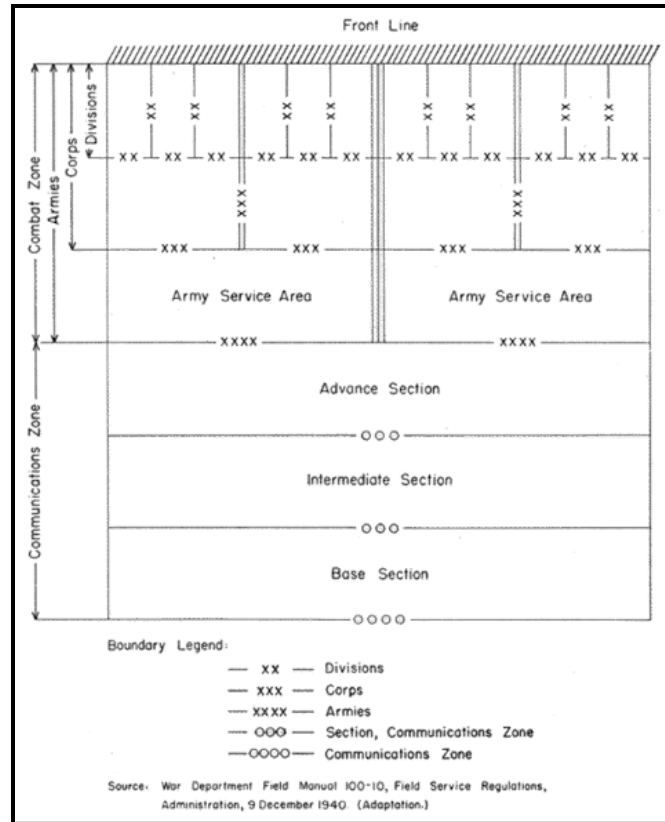 Front Line
Combat Zone
Armies
Corps
Divisions
XX XX XX XX XX XX XX XX
XX XX XX XX XX XX XX XX XX XX XX XX
XXX XXX
XXX XXX XXX XXX
Army Service Area Army Service Area
XXXX XXXX
Communications Zone
Advance Section
OOO
Intermediate Section
OOO
Base Section
OOOO
Boundary Legend:
XX Divisions
XXX Corps
XXXX Armies
OOO Section, Communications Zone
OOOO Communications Zone
Source: War Department Field Manual 100-10, Field Service Regulations,
Administration, 9 December 1940. (Adaptation.)